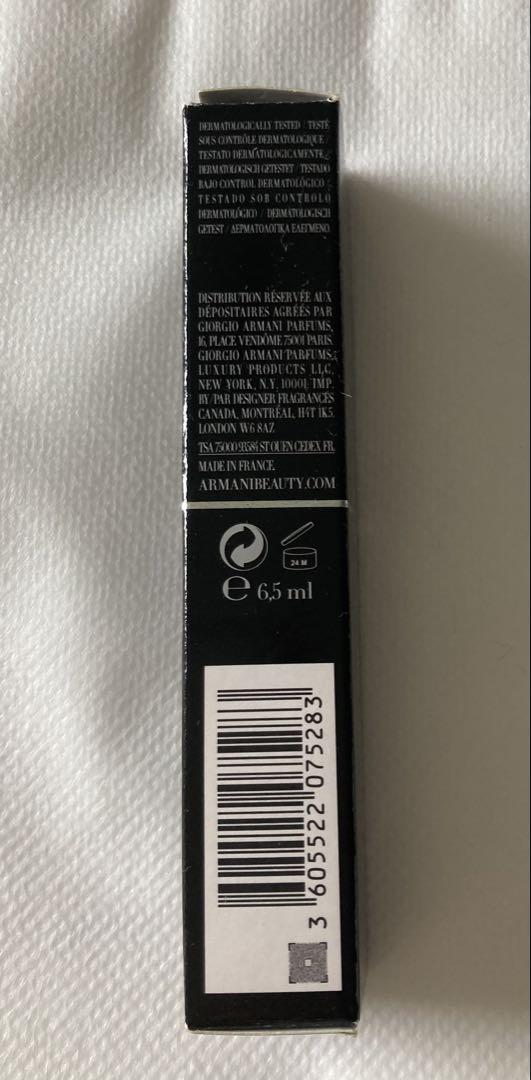 DERMATOLOGICALLY TESTED / TESTÉ
SOUS CONTRÔLE DERMATOLOGIQUE /
TESTATO DERMATOLOGICAMENTE /
DERMATOLOGISCH GETESTET / TESTADO
BAJO CONTROL DERMATOLÓGICO /
TESTADO SOB CONTROLO
DERMATOLÓGICO / DERMATOLOGISCH
GETEST / ΔΕΡΜΑΤΟΛΟΓΙΚΑ ΕΛΕΓΜΕΝΟ.
DISTRIBUTION RÉSERVÉE AUX
DÉPOSITAIRES AGRÉÉS PAR
GIORGIO ARMANI PARFUMS,
16, PLACE VENDÔME 75001 PARIS.
GIORGIO ARMANI PARFUMS,
LUXURY PRODUCTS LLC,
NEW YORK, N.Y. 10001; IMP.
BY/PAR DESIGNER FRAGRANCES
CANADA, MONTRÉAL, H4T 1K5.
LONDON W6 8AZ
TSA 75000 93584 ST OUEN CEDEX FR.
MADE IN FRANCE.
ARMANIBEAUTY.COM
24 M
e 6,5 ml
3 605522 075283